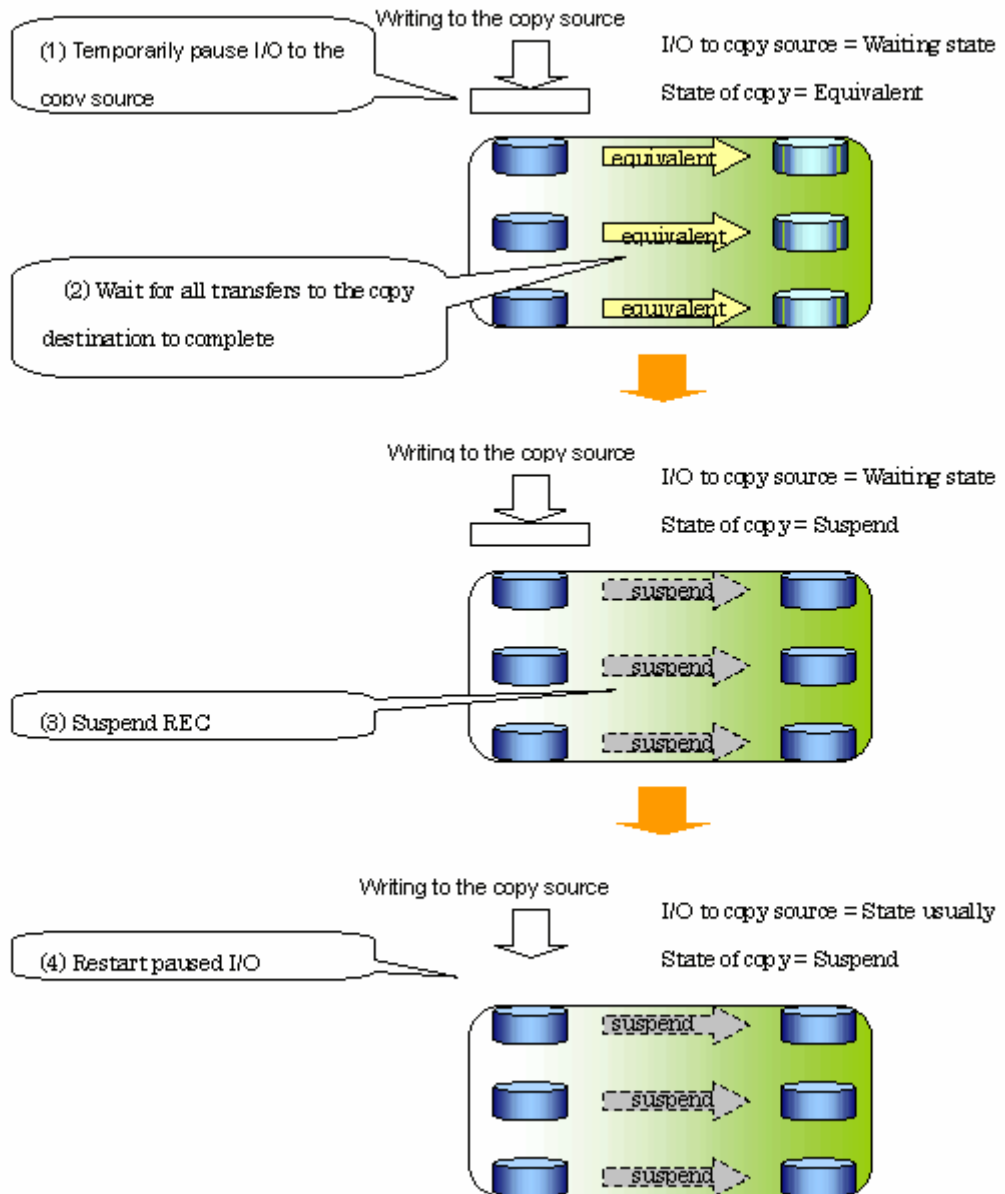 Writing to the copy source
(1) Temporarily pause I/O to the
copy source
I/O to copy source = Waiting state
State of copy = Equivalent
equivalent
equivalent
(2) Wait for all transfers to the copy
destination to complete
equivalent
Writing to the copy source
I/O to copy source = Waiting state
State of copy = Suspend
suspend
suspend
(3) Suspend REC
suspend
Writing to the copy source
I/O to copy source = State usually
(4) Restart paused I/O
State of copy = Suspend
suspend
suspend
suspend